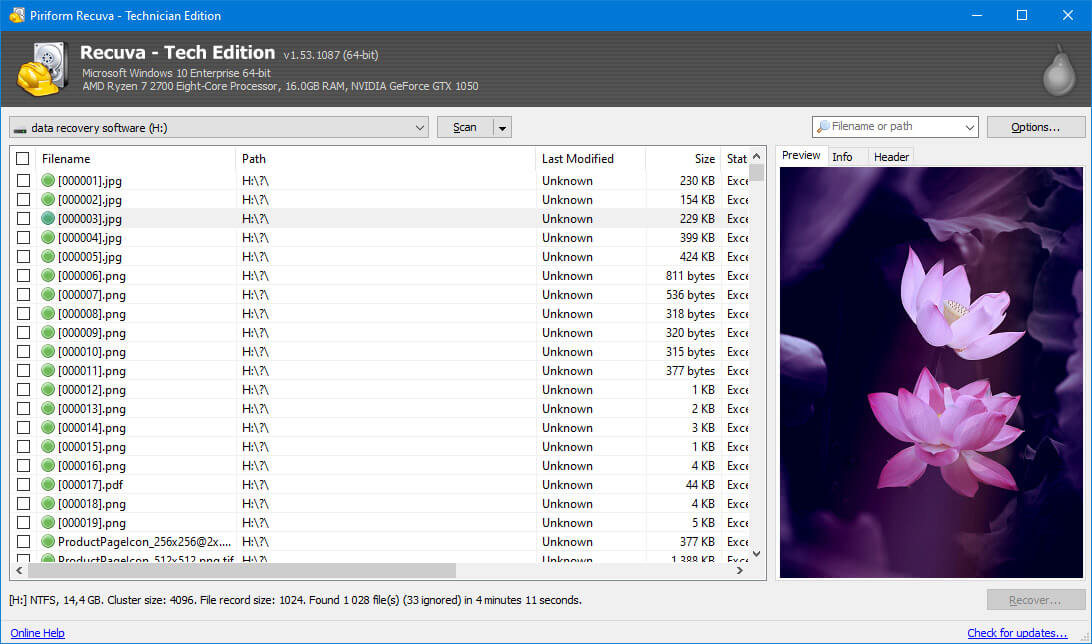 Piriform Recuva - Technician Edition
Recuva - Tech Edition v1.53.1087 (64-bit)
Microsoft Windows 10 Enterprise 64-bit
AMD Ryzen 7 2700 Eight-Core Processor, 16.0GB RAM, NVIDIA GeForce GTX 1050
data recovery software (H:) Scan Filename or path Options...
Filename Path Last Modified Size Stat Preview Info Header
[000001].jpg H:\?\ Unknown 230 KB Exce
[000002].jpg H:\?\ Unknown 154 KB Exce
[000003].jpg H:\?\ Unknown 229 KB Exce
[000004].jpg H:\?\ Unknown 399 KB Exce
[000005].jpg H:\?\ Unknown 424 KB Exce
[000006].png H:\?\ Unknown 811 bytes Exce
[000007].png H:\?\ Unknown 536 bytes Exce
[000008].png H:\?\ Unknown 318 bytes Exce
[000009].png H:\?\ Unknown 320 bytes Exce
[000010].png H:\?\ Unknown 315 bytes Exce
[000011].png H:\?\ Unknown 377 bytes Exce
[000012].png H:\?\ Unknown 1 KB Exce
[000013].png H:\?\ Unknown 2 KB Exce
[000014].png H:\?\ Unknown 3 KB Exce
[000015].png H:\?\ Unknown 1 KB Exce
[000016].png H:\?\ Unknown 4 KB Exce
[000017].pdf H:\?\ Unknown 44 KB Exce
[000018].png H:\?\ Unknown 4 KB Exce
[000019].png H:\?\ Unknown 5 KB Exce
ProductPageIcon_256x256@2x.... H:\?\ Unknown 377 KB Exce
ProductPageIcon_512x512.png.tif H:\?\ Unknown 1 388 KB Exce
[H:] NTFS, 14,4 GB. Cluster size: 4096. File record size: 1024. Found 1 028 file(s) (33 ignored) in 4 minutes 11 seconds. Recover...
Online Help Check for updates...